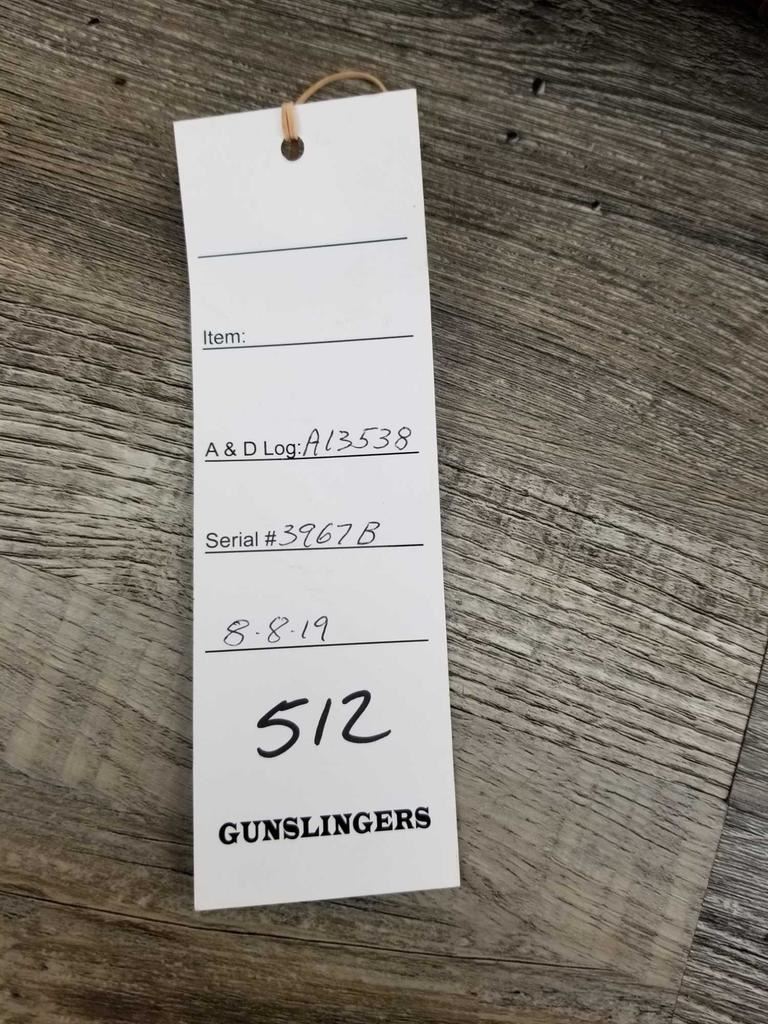 Item:
A & D Log: A13538
Serial # 3967B
8-8-19
512
GUNSLINGERS